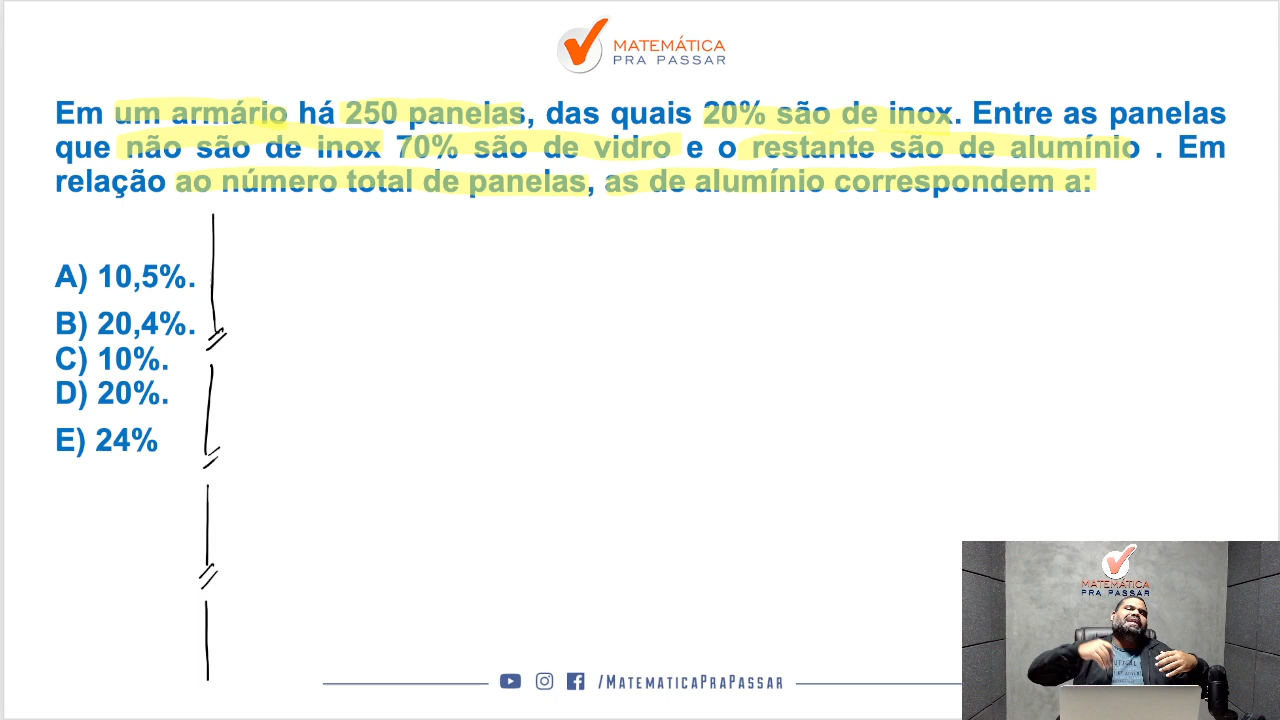 MATEMÁTICA
PRA PASSAR
Em um armário há 250 panelas, das quais 20% são de inox. Entre as panelas
que não são de inox 70% são de vidro e o restante são de alumínio . Em
relação ao número total de panelas, as de alumínio correspondem a:
A) 10,5%.
B) 20,4%.
C) 10%.
D) 20%.
E) 24%
MATEMÁTICA
PRA PASSAR
/MATEMATICAPRAPASSAR